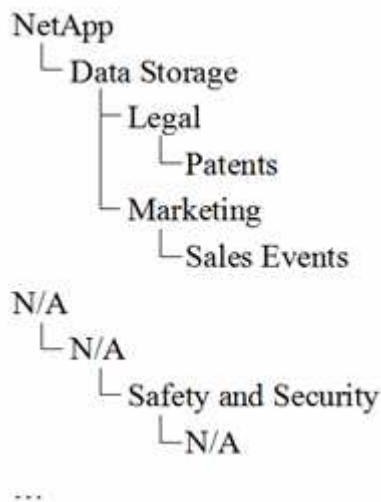 NetApp
Data Storage
Legal
Patents
Marketing
Sales Events
N/A
N/A
Safety and Security
N/A
...